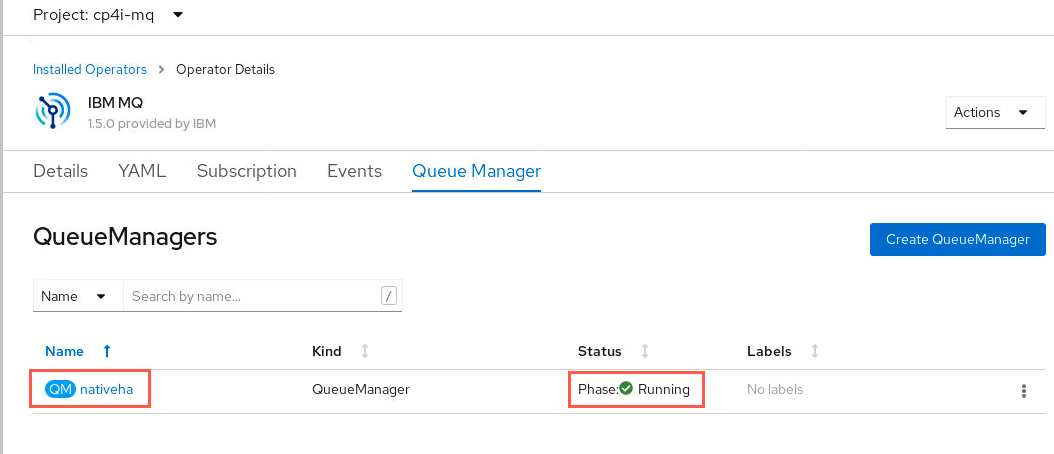 Project: cp4i-mq
Installed Operators > Operator Details
IBM MQ
1.5.0 provided by IBM
Actions
Details YAML Subscription Events Queue Manager
QueueManagers
Create QueueManager
Name Search by name... /
Name Kind Status Labels
QM nativeha QueueManager Phase: Running No labels